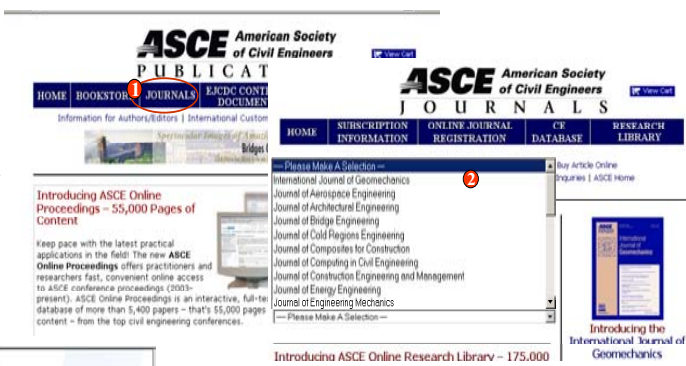 ASCE American Society
of Civil Engineers
View Cart
PUBLICAT
1
HOME BOOKSTOR JOURNALS EJCDC CONT
DOCUMEN
Information for Authors/Editors | International Custom
Spectacular Images of Amazin
Bridges
Introducing ASCE Online
Proceedings – 55,000 Pages of
Content
Keep pace with the latest practical
applications in the field! The new ASCE
Online Proceedings offers practitioners and
researchers fast, convenient online access
to ASCE conference proceedings (2003-
present). ASCE Online Proceedings is an interactive, full-te
database of more than 5,400 papers – that's 55,000 pages
content – from the top civil engineering conferences.
ASCE American Society
of Civil Engineers
View Cart
JOURNALS
HOME SUBSCRIPTION INFORMATION ONLINE JOURNAL REGISTRATION CE DATABASE RESEARCH LIBRARY
Buy Article Online
nquiries | ASCE Home
2
--- Please Make A Selection ---
International Journal of Geomechanics
Journal of Aerospace Engineering
Journal of Architectural Engineering
Journal of Bridge Engineering
Journal of Cold Regions Engineering
Journal of Composites for Construction
Journal of Computing in Civil Engineering
Journal of Construction Engineering and Management
Journal of Energy Engineering
Journal of Engineering Mechanics
--- Please Make A Selection ---
Introducing ASCE Online Research Library – 175,000
ASCE
International
Journal of
Geomechanics
Introducing the
International Journal of
Geomechanics